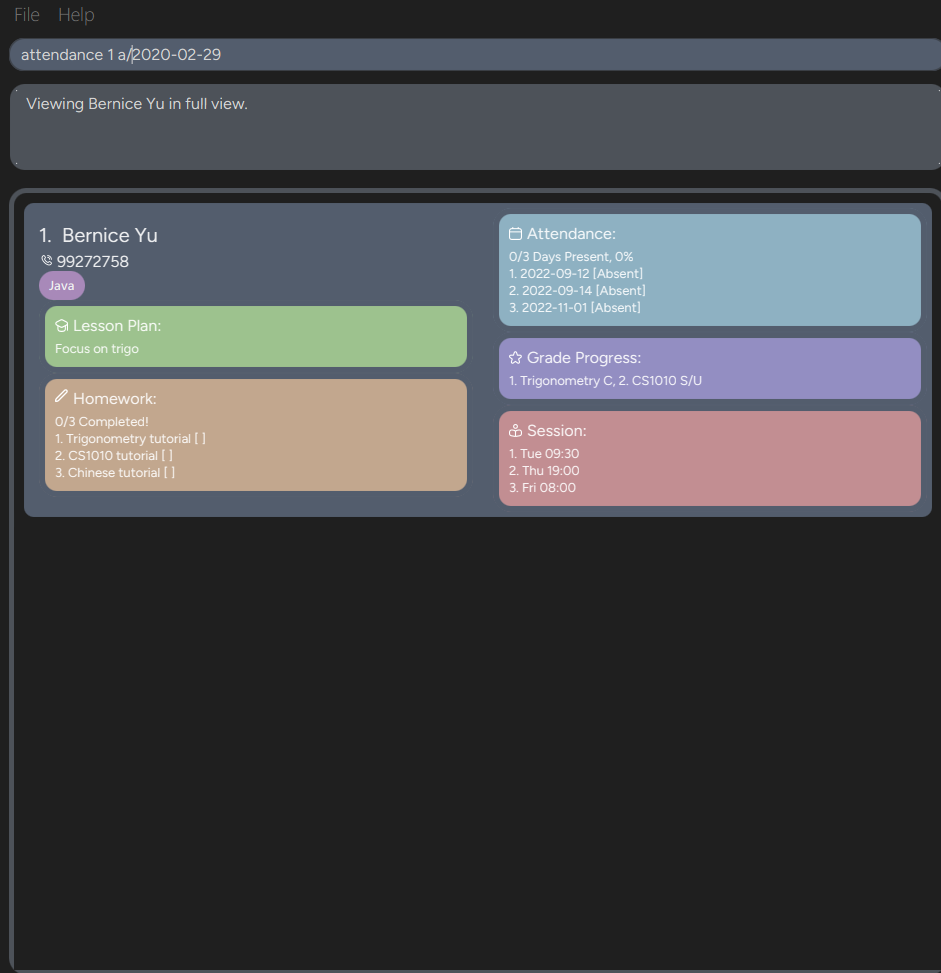 File Help
attendance 1 a/2020-02-29
Viewing Bernice Yu in full view.
1. Bernice Yu
99272758
Java
Lesson Plan:
Focus on trigo
Homework:
0/3 Completed!
1. Trigonometry tutorial [ ]
2. CS1010 tutorial [ ]
3. Chinese tutorial [ ]
Attendance:
0/3 Days Present, 0%
1. 2022-09-12 [Absent]
2. 2022-09-14 [Absent]
3. 2022-11-01 [Absent]
Grade Progress:
1. Trigonometry C, 2. CS1010 S/U
Session:
1. Tue 09:30
2. Thu 19:00
3. Fri 08:00